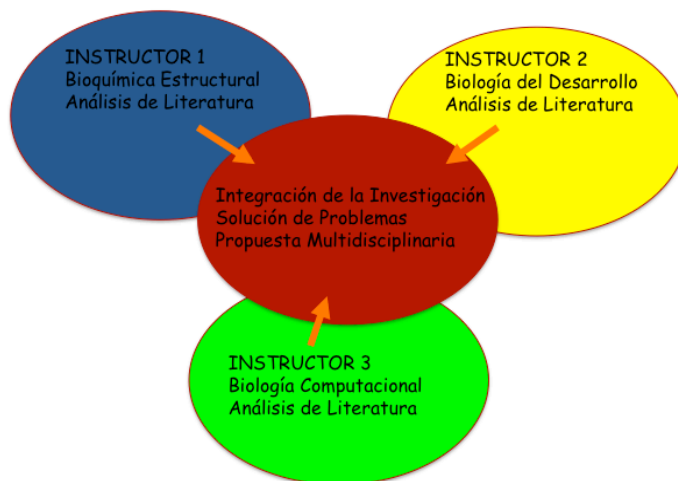 INSTRUCTOR 1
Bioquímica Estructural
Análisis de Literatura
INSTRUCTOR 2
Biología del Desarrollo
Análisis de Literatura
Integración de la Investigación
Solución de Problemas
Propuesta Multidisciplinaria
INSTRUCTOR 3
Biología Computacional
Análisis de Literatura